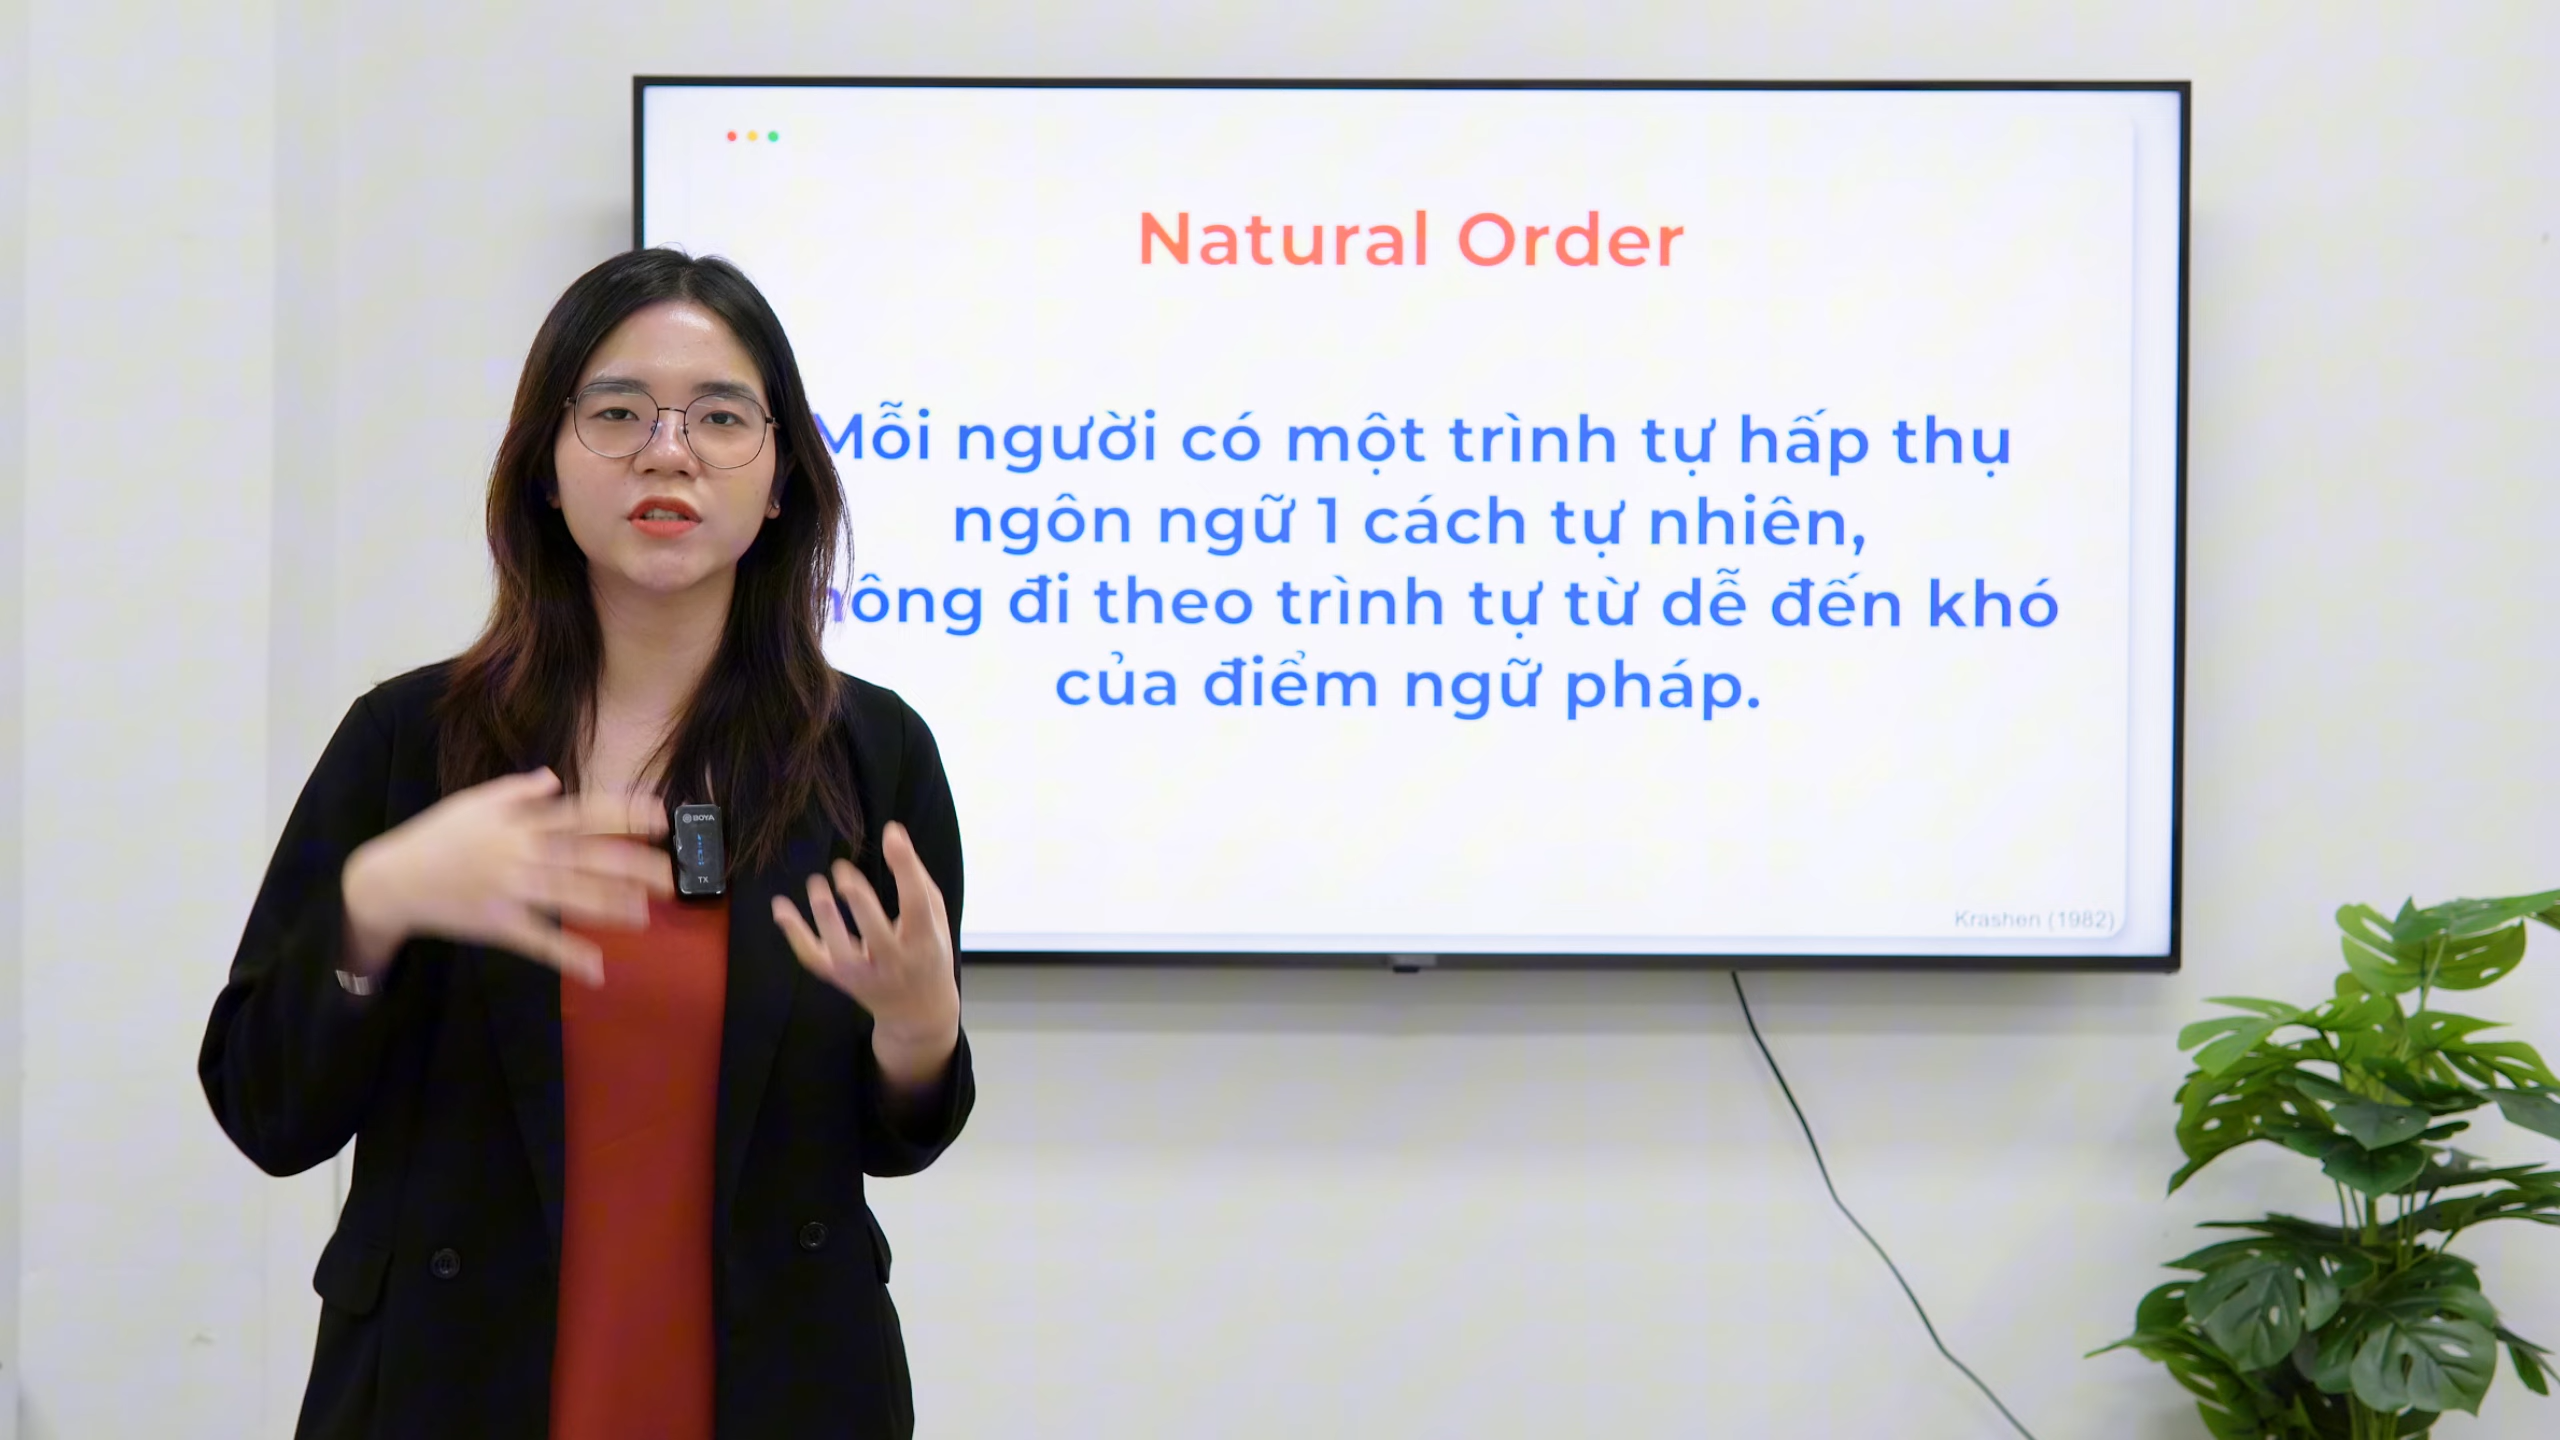 Natural Order
Mỗi người có một trình tự hấp thụ
ngôn ngữ 1 cách tự nhiên,
đi theo trình tự từ dễ đến khó
của điểm ngữ pháp.
Krashen (1982)
BOYA
TX